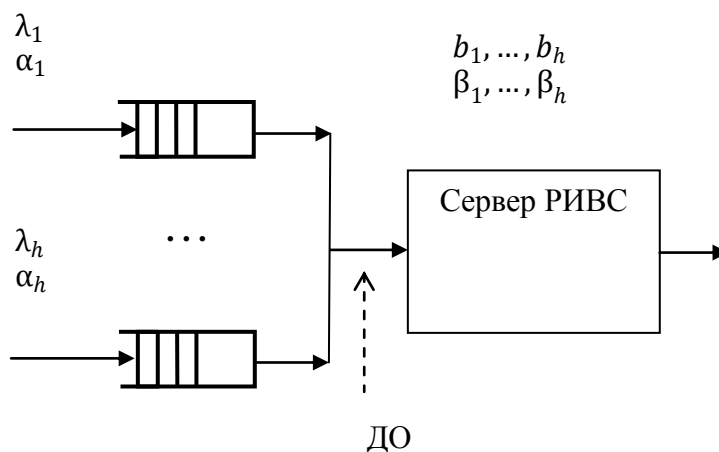 λ₁
α₁
b₁, …, bₕ
β₁, …, βₕ
Сервер РИВС
…
λₕ
αₕ
ДО